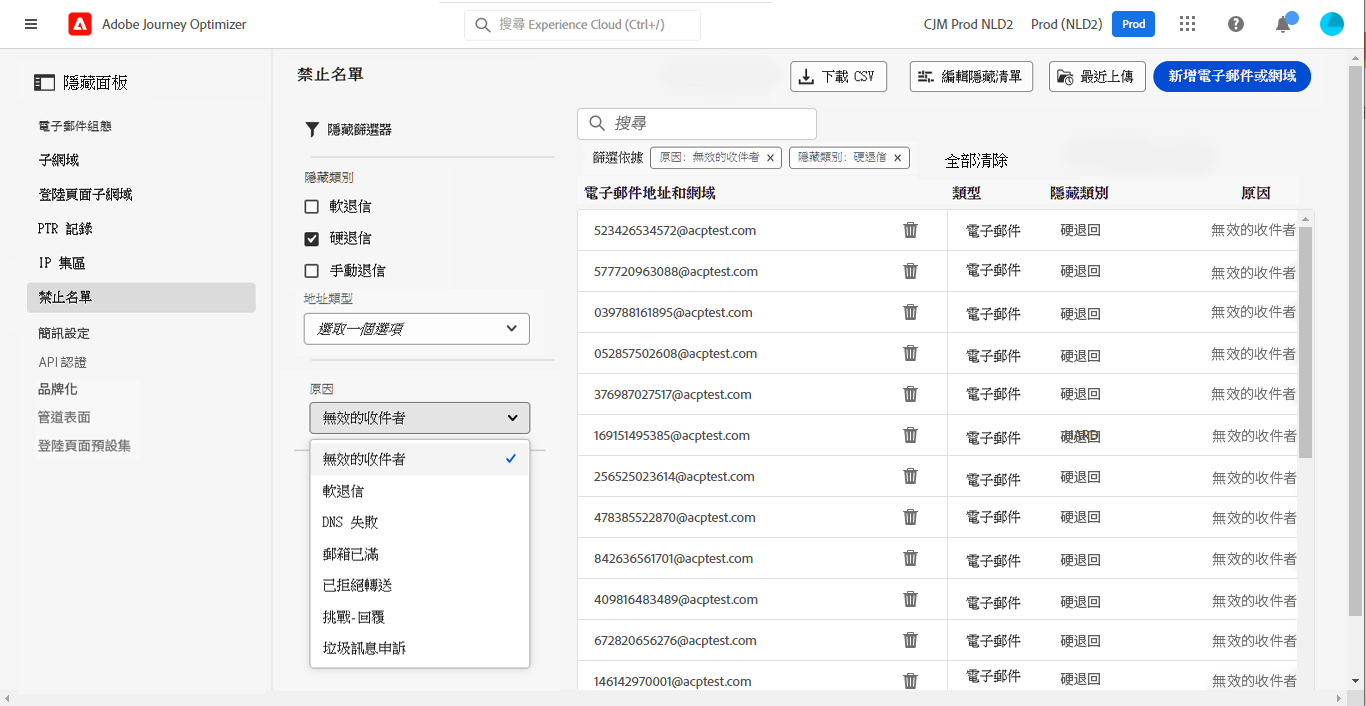 Adobe Journey Optimizer
搜尋 Experience Cloud (Ctrl+/)
CJM Prod NLD2
Prod (NLD2)
Prod
隱藏面板
電子郵件組態
子網域
登陸頁面子網域
PTR 記錄
IP 集區
禁止名單
簡訊設定
API 認證
品牌化
管道表面
登陸頁面預設集
禁止名單
下載 CSV
編輯隱藏清單
最近上傳
新增電子郵件或網域
隱藏篩選器
隱藏類別
軟退信
硬退信
手動退信
地址類型
選取一個選項
原因
無效的收件者
無效的收件者
軟退信
DNS 失敗
郵箱已滿
已拒絕轉送
挑戰-回覆
垃圾訊息申訴
搜尋
篩選依據 原因: 無效的收件者 × 隱藏類別: 硬退信 × 全部清除
電子郵件地址和網域 類型 隱藏類別 原因
523426534572@acptest.com 電子郵件 硬退回 無效的收件者
577720963088@acptest.com 電子郵件 硬退回 無效的收件者
039788161895@acptest.com 電子郵件 硬退回 無效的收件者
052857502608@acptest.com 電子郵件 硬退回 無效的收件者
376987027517@acptest.com 電子郵件 硬退回 無效的收件者
169151495385@acptest.com 電子郵件 硬退回 無效的收件者
256525023614@acptest.com 電子郵件 硬退回 無效的收件者
478385522870@acptest.com 電子郵件 硬退回 無效的收件者
842636561701@acptest.com 電子郵件 硬退回 無效的收件者
409816483489@acptest.com 電子郵件 硬退回 無效的收件者
672820656276@acptest.com 電子郵件 硬退回 無效的收件者
146142970001@acptest.com 電子郵件 硬退回 無效的收件者